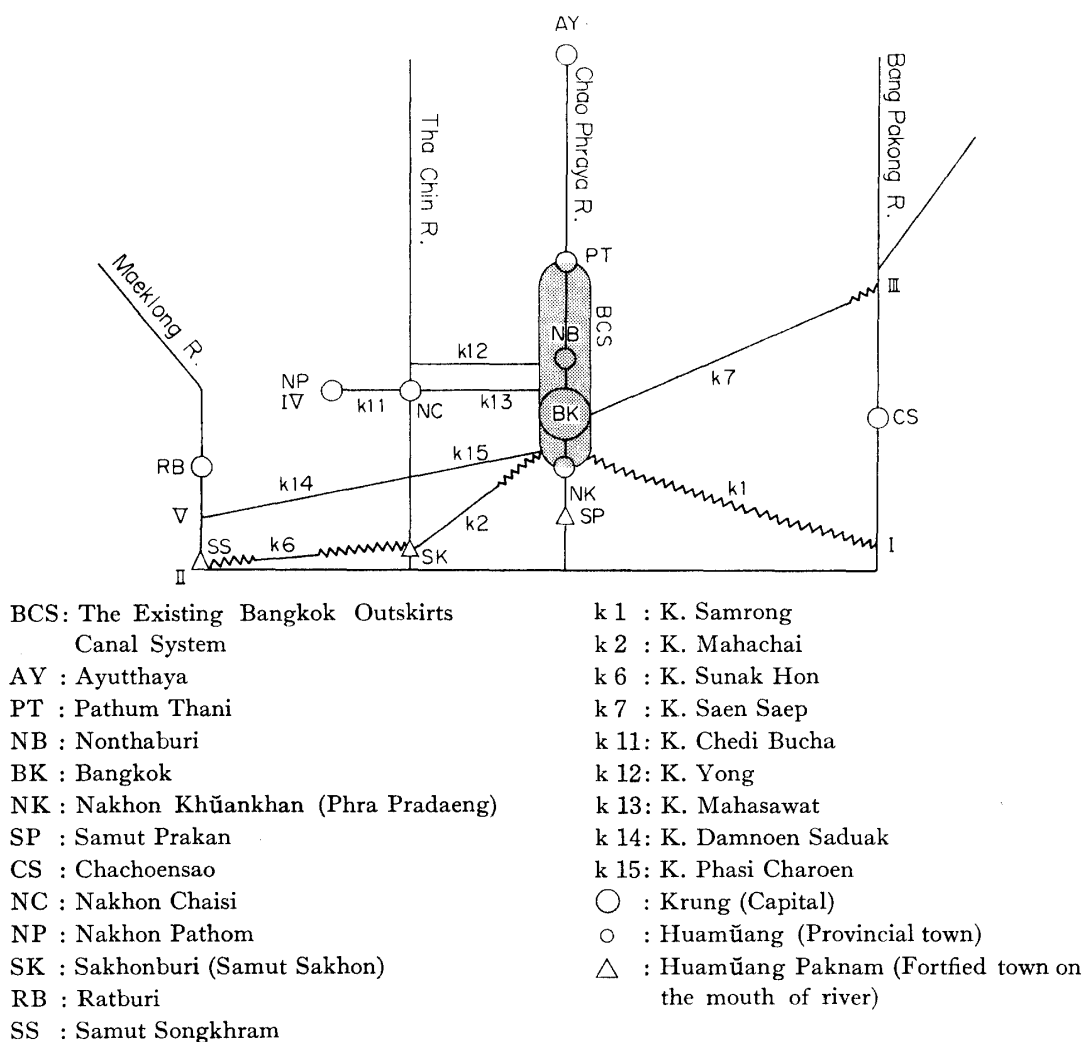 AY
Chao Phraya R.
Bang Pakong R.
Tha Chin R.
Maeklong R.
PT
III
BCS
NB
k12
k7
NP
IV
k11
NC
k13
BK
CS
RB
k15
k14
NK
k1
V
k2
SP
SS
k6
SK
I
II
BCS: The Existing Bangkok Outskirts
Canal System
AY : Ayutthaya
PT : Pathum Thani
NB : Nonthaburi
BK : Bangkok
NK : Nakhon Khŭankhan (Phra Pradaeng)
SP : Samut Prakan
CS : Chachoensao
NC : Nakhon Chaisi
NP : Nakhon Pathom
SK : Sakhonburi (Samut Sakhon)
RB : Ratburi
SS : Samut Songkhram
k 1 : K. Samrong
k 2 : K. Mahachai
k 6 : K. Sunak Hon
k 7 : K. Saen Saep
k 11: K. Chedi Bucha
k 12: K. Yong
k 13: K. Mahasawat
k 14: K. Damnoen Saduak
k 15: K. Phasi Charoen
○ : Krung (Capital)
○ : Huamŭang (Provincial town)
△ : Huamŭang Paknam (Fortfied town on
the mouth of river)